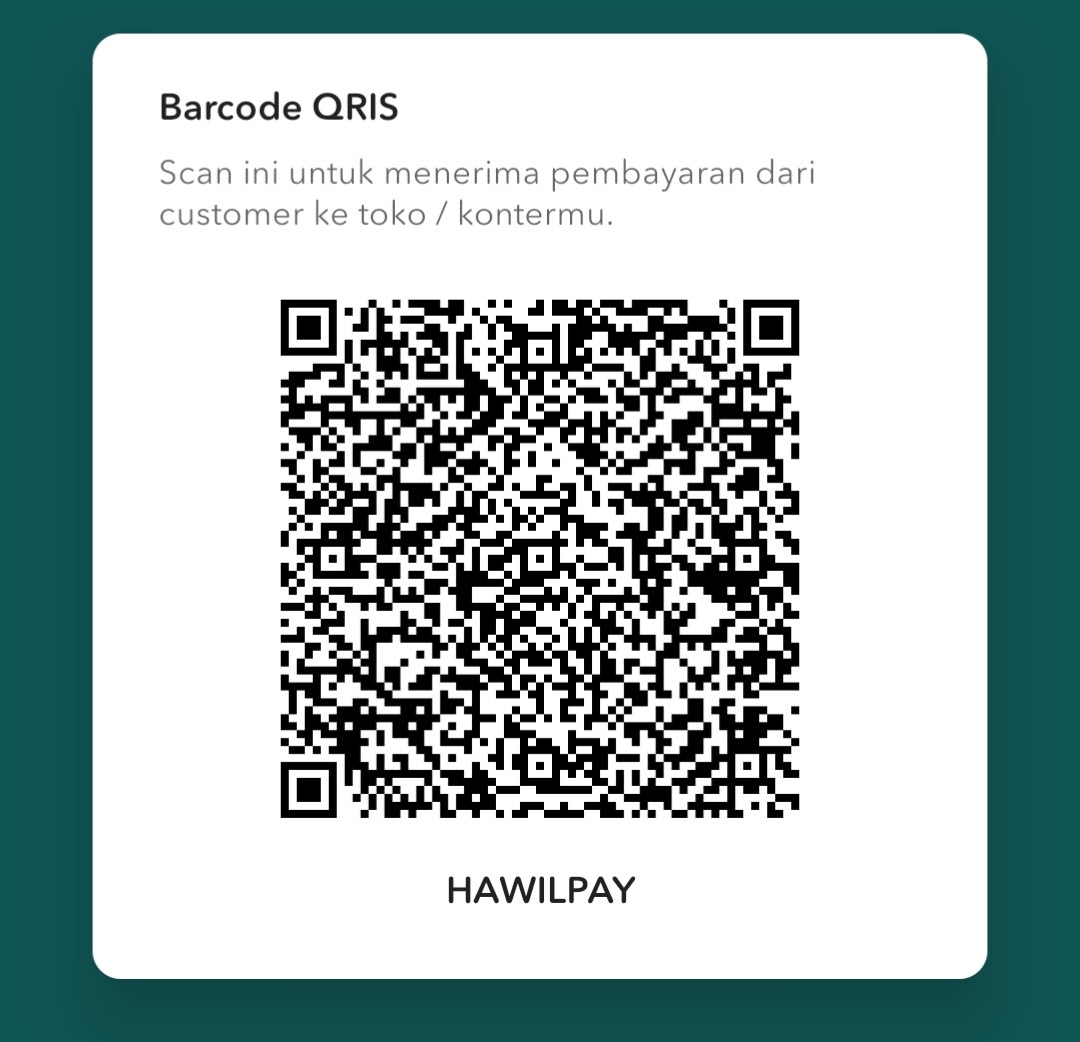 Barcode QRIS
Scan ini untuk menerima pembayaran dari
customer ke toko / kontermu.
HAWILPAY